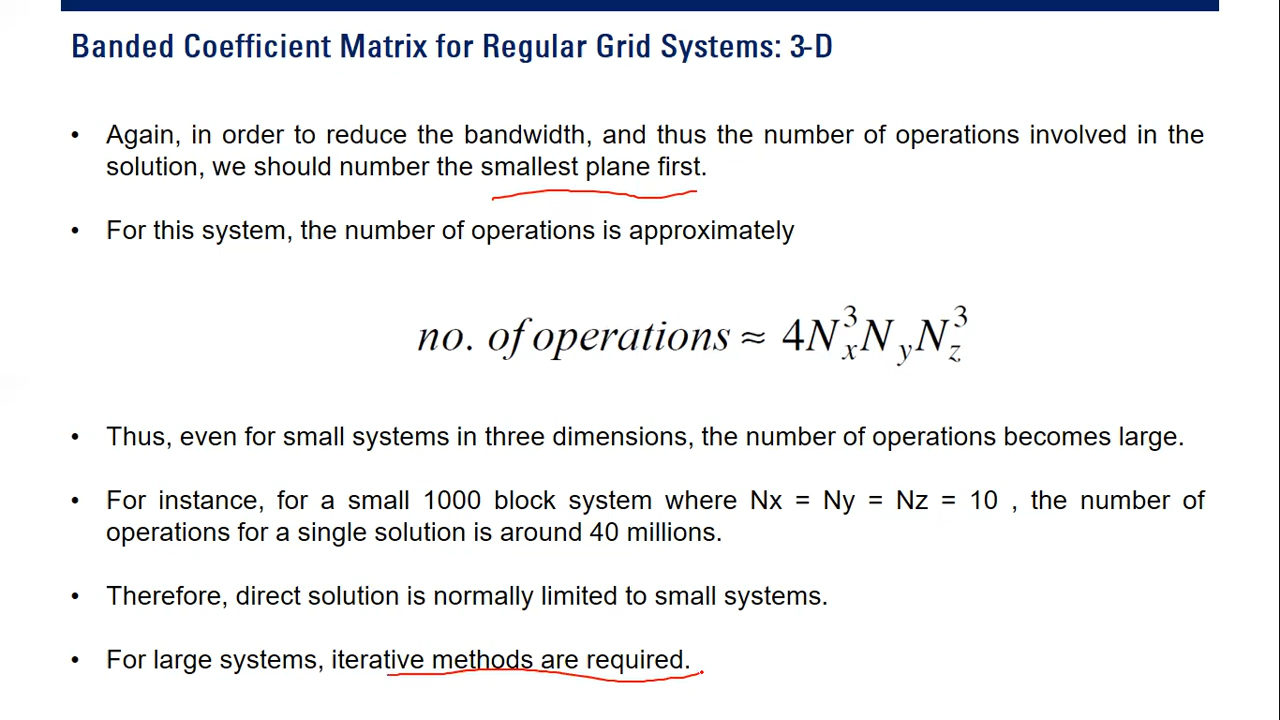 Banded Coefficient Matrix for Regular Grid Systems: 3-D
• Again, in order to reduce the bandwidth, and thus the number of operations involved in the
solution, we should number the smallest plane first.
• For this system, the number of operations is approximately
no. of operations ≈ 4N_x^3 N_y N_z^3
• Thus, even for small systems in three dimensions, the number of operations becomes large.
• For instance, for a small 1000 block system where Nx = Ny = Nz = 10 , the number of
operations for a single solution is around 40 millions.
• Therefore, direct solution is normally limited to small systems.
• For large systems, iterative methods are required.